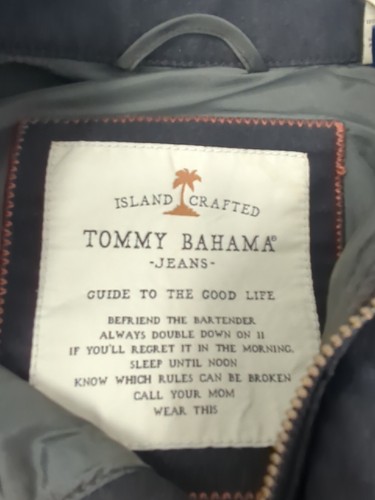 ISLAND CRAFTED
TOMMY BAHAMA®
-JEANS-
GUIDE TO THE GOOD LIFE
BEFRIEND THE BARTENDER
ALWAYS DOUBLE DOWN ON 11
IF YOU'LL REGRET IT IN THE MORNING,
SLEEP UNTIL NOON
KNOW WHICH RULES CAN BE BROKEN
CALL YOUR MOM
WEAR THIS